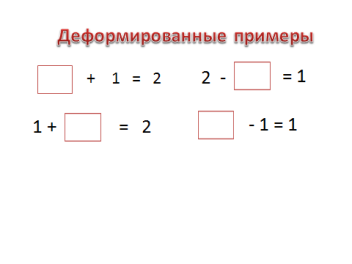 Деформированные примеры
+ 1 = 2
2 - = 1
1 + = 2
- 1 = 1